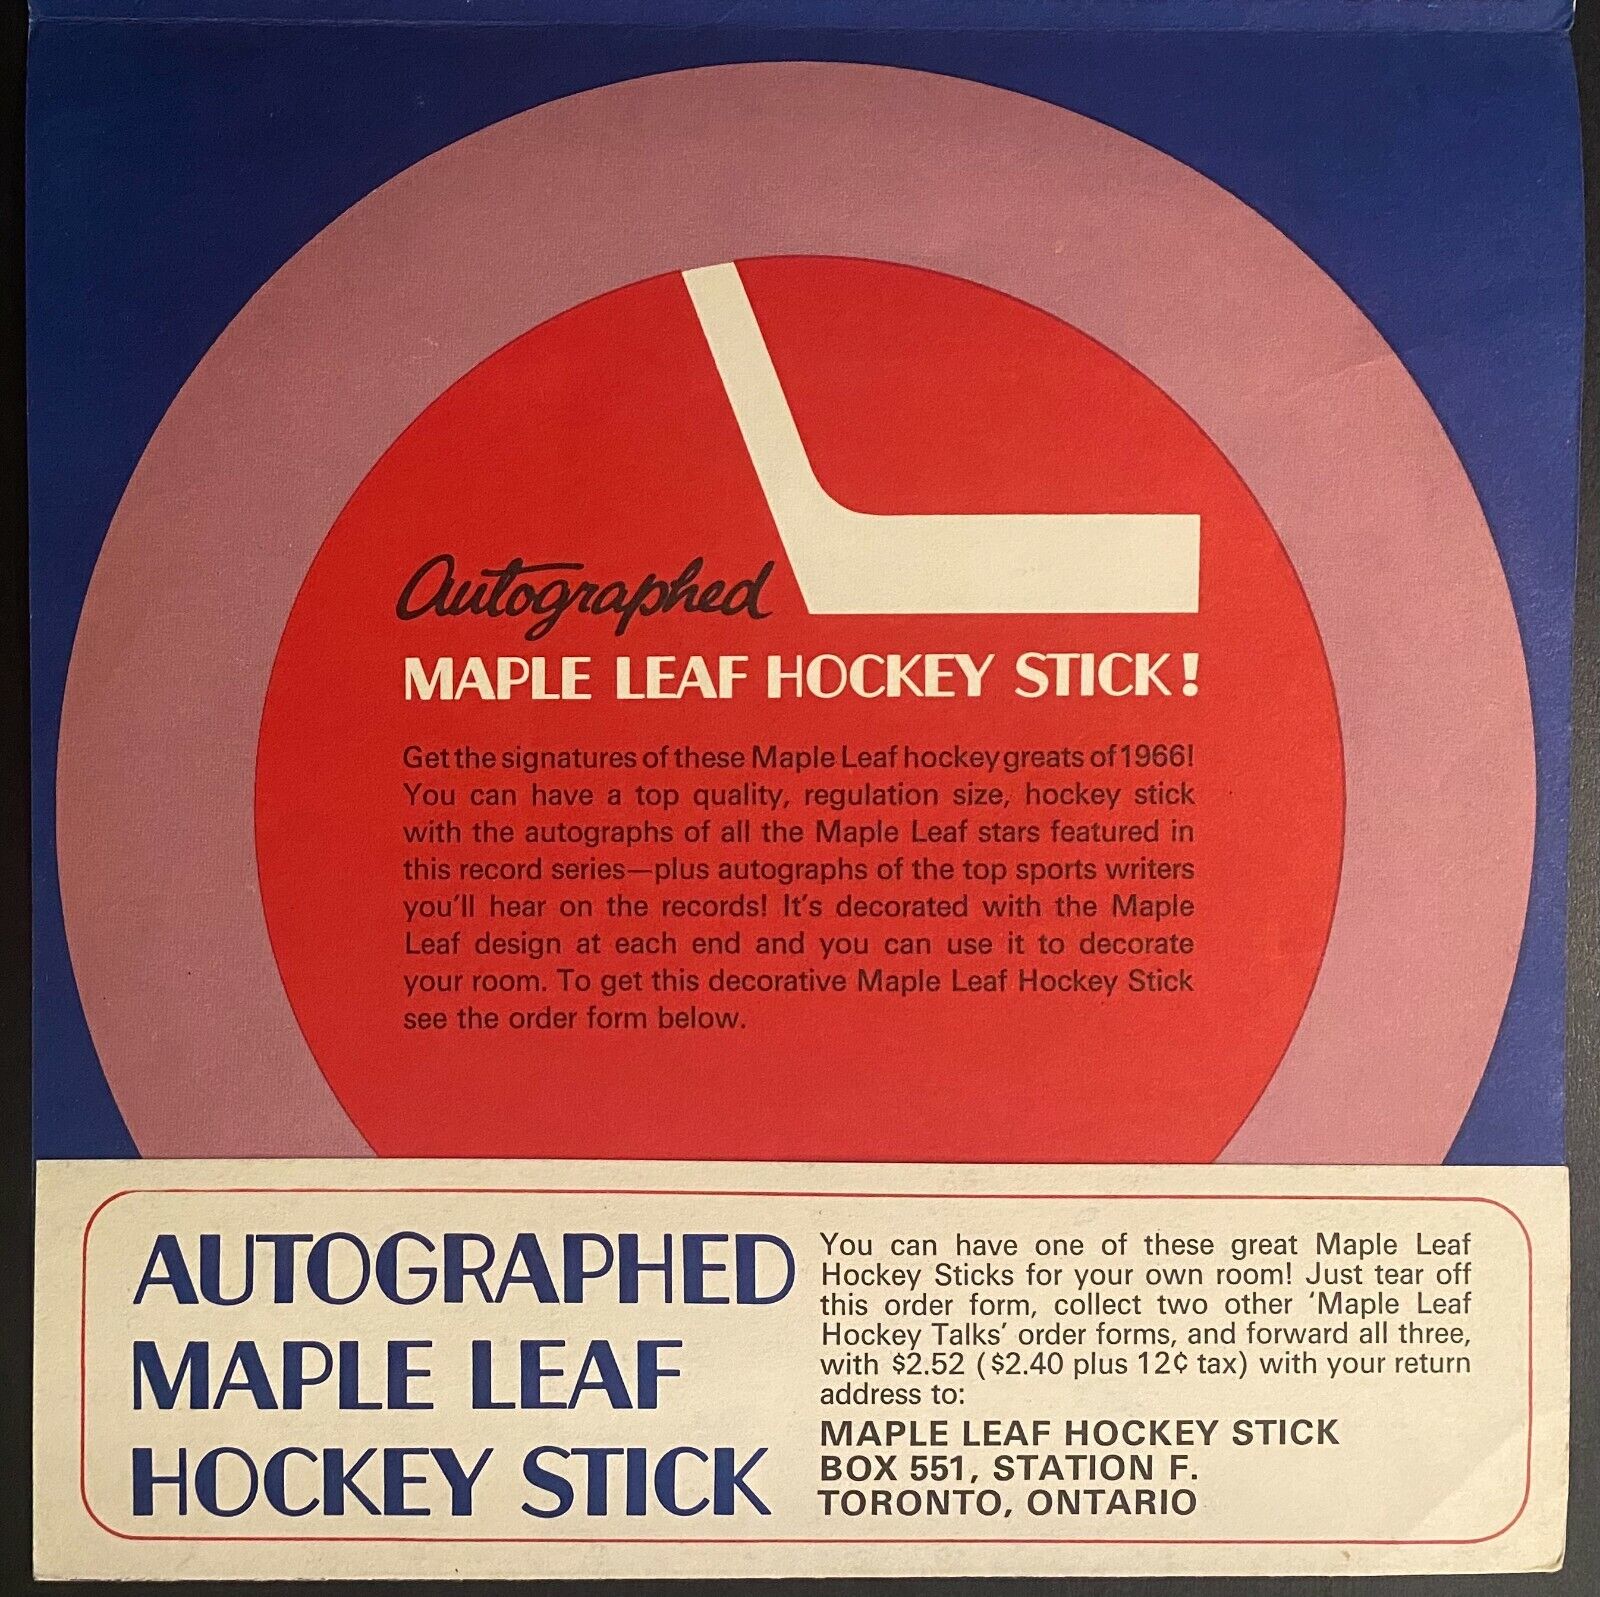 Autographed
MAPLE LEAF HOCKEY STICK!
Get the signatures of these Maple Leaf hockey greats of 1966!
You can have a top quality, regulation size, hockey stick
with the autographs of all the Maple Leaf stars featured in
this record series—plus autographs of the top sports writers
you'll hear on the records! It's decorated with the Maple
Leaf design at each end and you can use it to decorate
your room. To get this decorative Maple Leaf Hockey Stick
see the order form below.
AUTOGRAPHED
MAPLE LEAF
HOCKEY STICK
You can have one of these great Maple Leaf
Hockey Sticks for your own room! Just tear off
this order form, collect two other ‘Maple Leaf
Hockey Talks’ order forms, and forward all three,
with $2.52 ($2.40 plus 12¢ tax) with your return
address to:
MAPLE LEAF HOCKEY STICK
BOX 551, STATION F.
TORONTO, ONTARIO